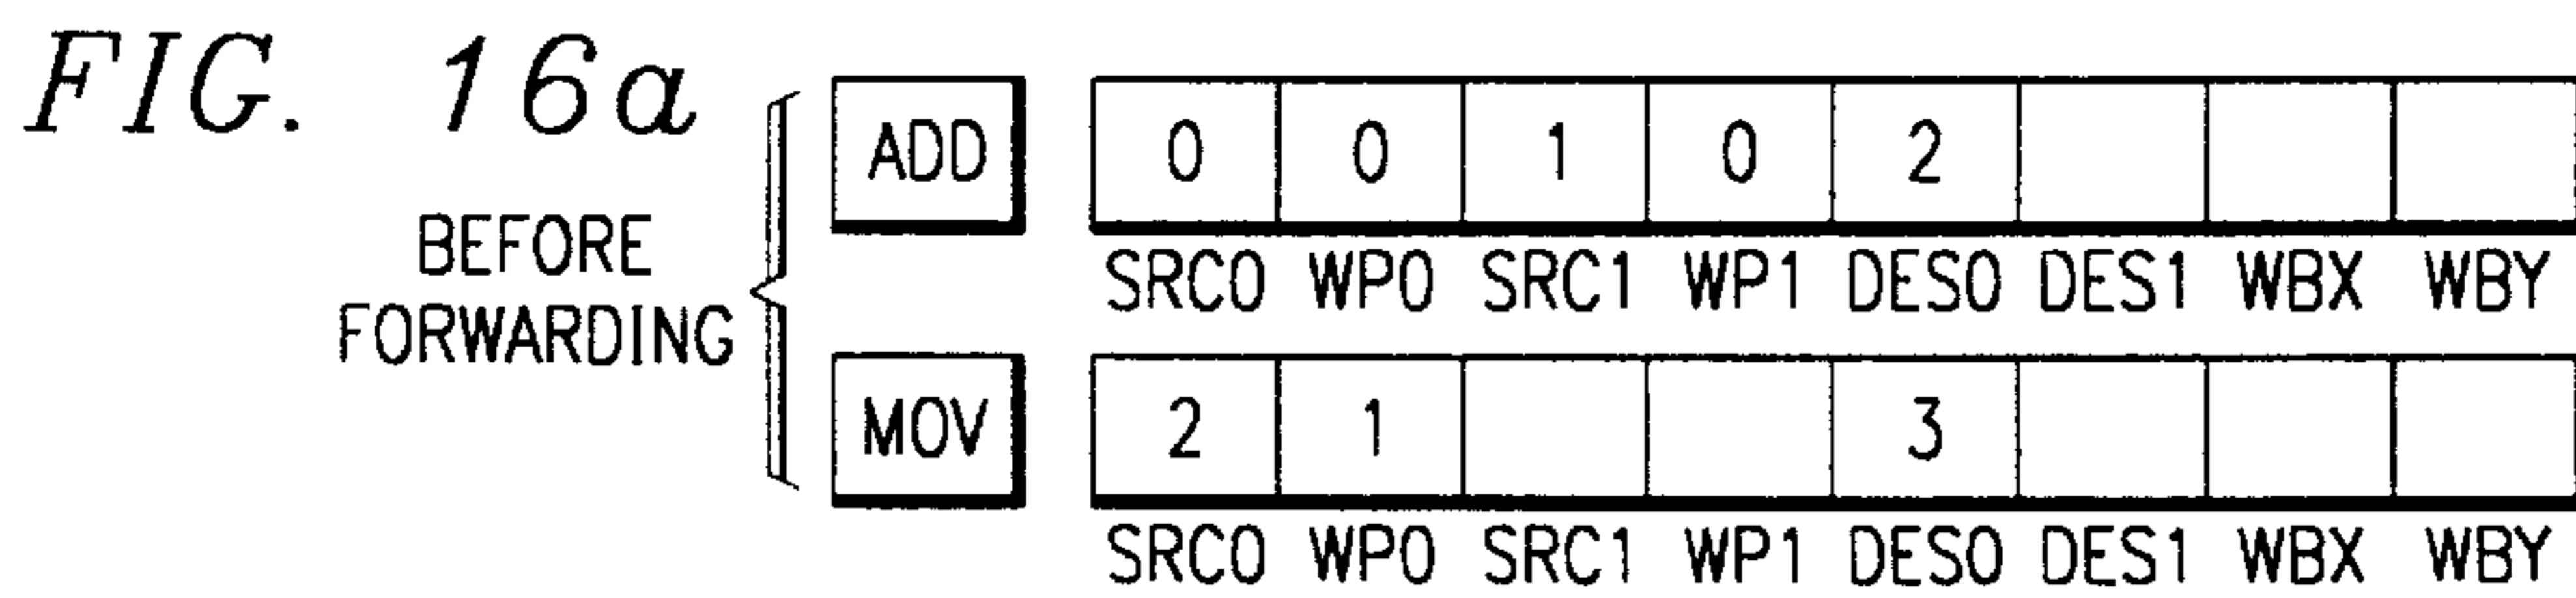 FIG. 16a
BEFORE
FORWARDING
ADD 0 0 1 0 2
SRC0 WP0 SRC1 WP1 DES0 DES1 WBX WBY
MOV 2 1 3
SRC0 WP0 SRC1 WP1 DES0 DES1 WBX WBY